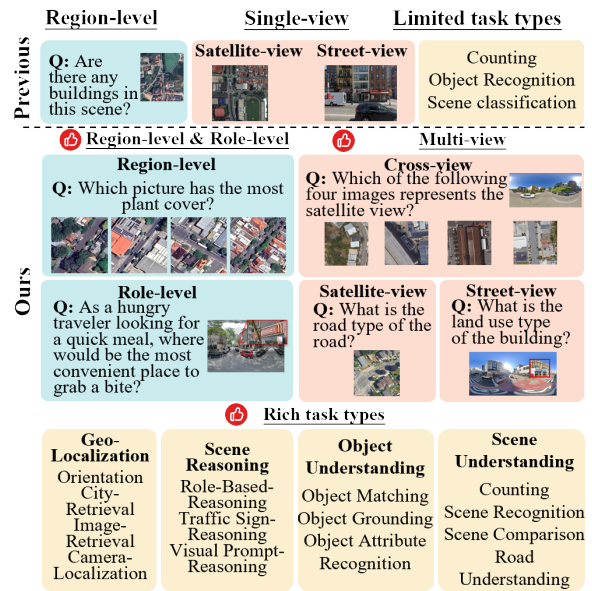 Region-level
Single-view
Limited task types
Previous
Q: Are
there any
buildings in
this scene?
Satellite-view
Street-view
Counting
Object Recognition
Scene classification
Region-level & Role-level
Multi-view
Ours
Region-level
Q: Which picture has the most
plant cover?
Cross-view
Q: Which of the following
four images represents the
satellite view?
Role-level
Q: As a hungry
traveler looking for
a quick meal, where
would be the most
convenient place to
grab a bite?
Satellite-view
Q: What is the
road type of the
road?
Street-view
Q: What is the
land use type
of the building?
Rich task types
Geo-
Localization
Orientation
City-
Retrieval
Image-
Retrieval
Camera-
Localization
Scene
Reasoning
Role-Based-
Reasoning
Traffic Sign-
Reasoning
Visual Prompt-
Reasoning
Object
Understanding
Object Matching
Object Grounding
Object Attribute
Recognition
Scene
Understanding
Counting
Scene Recognition
Scene Comparison
Road
Understanding